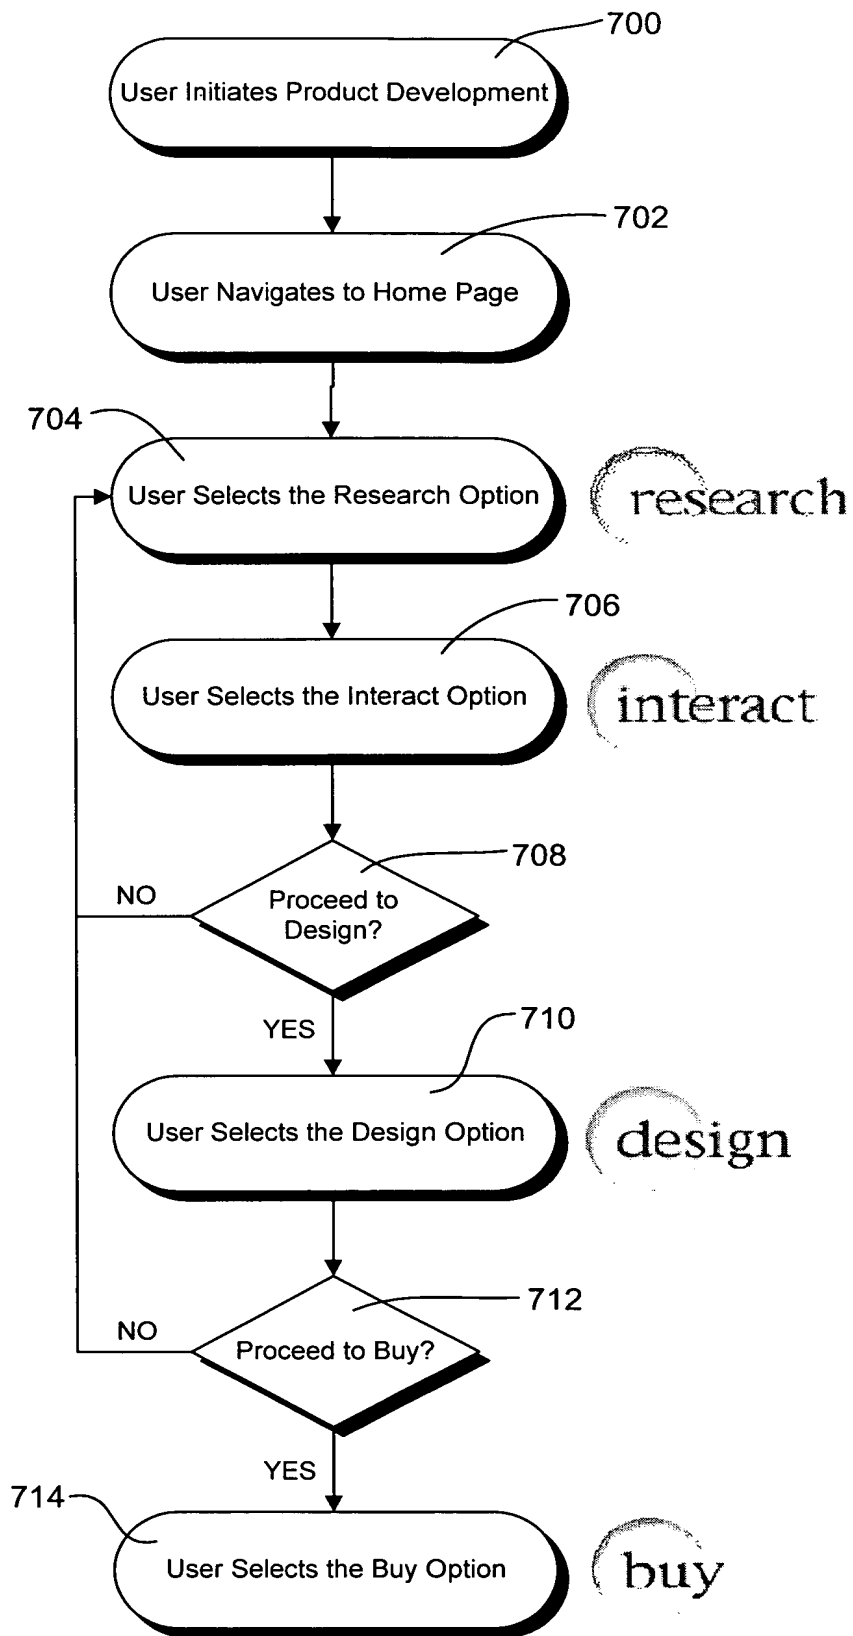 700
User Initiates Product Development
702
User Navigates to Home Page
704
User Selects the Research Option
research
706
User Selects the Interact Option
interact
708
NO
Proceed to
Design?
YES
710
User Selects the Design Option
design
712
NO
Proceed to Buy?
YES
714
User Selects the Buy Option
buy